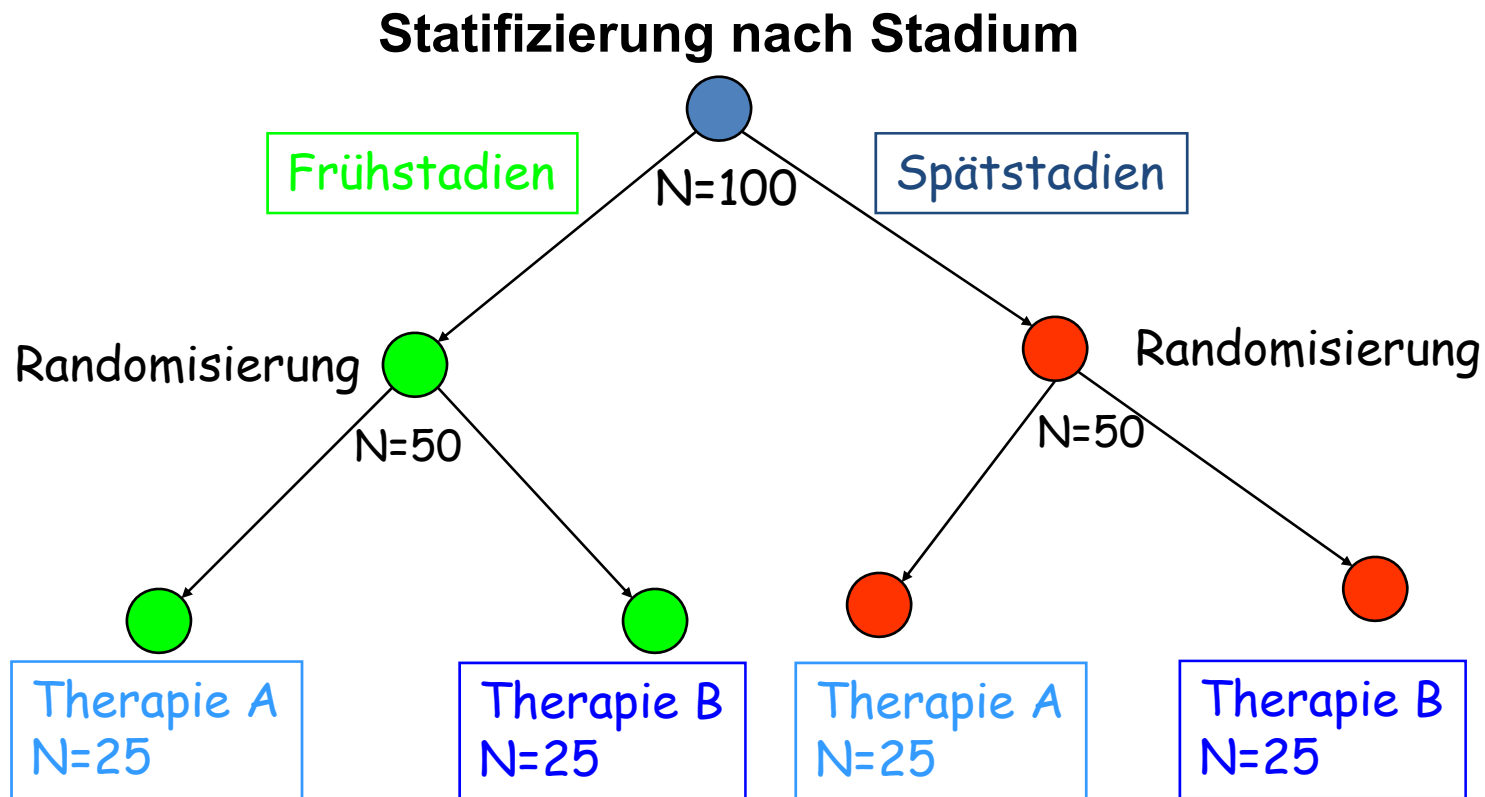 Statifizierung nach Stadium
Frühstadien
N=100
Spätstadien
Randomisierung
N=50
Randomisierung
N=50
Therapie A
N=25
Therapie B
N=25
Therapie A
N=25
Therapie B
N=25